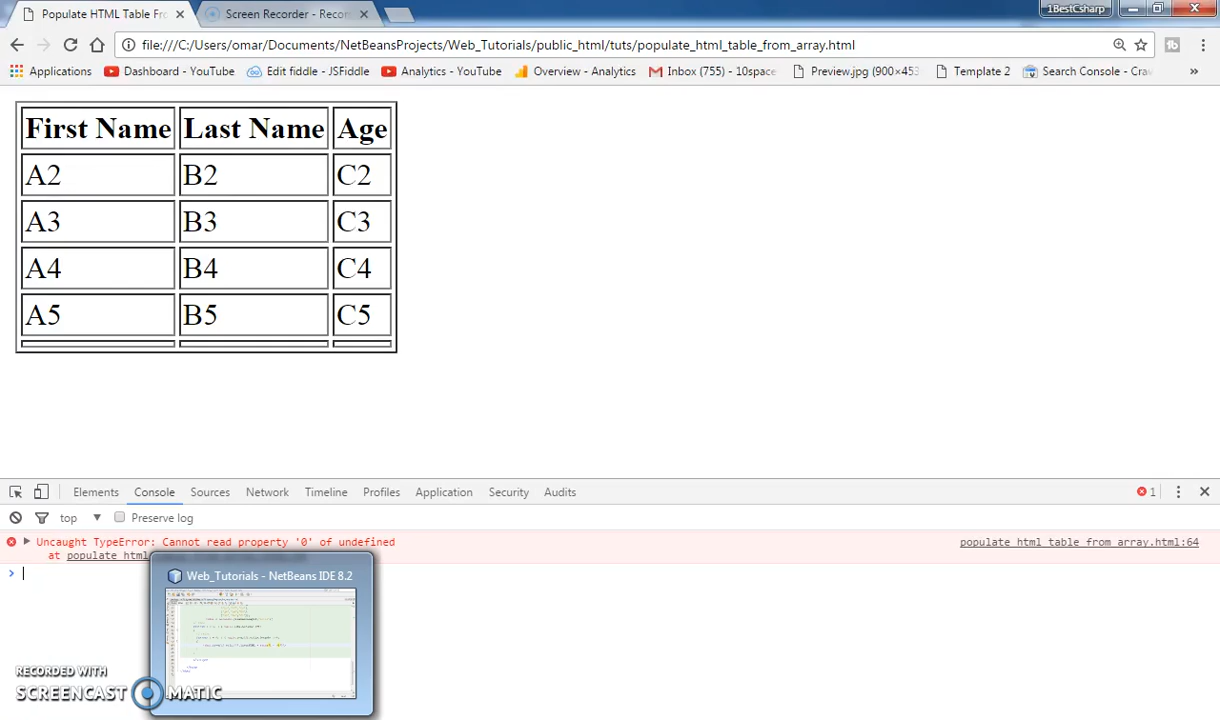 1BestCsharp
Populate HTML Table Fr
Screen Recorder - Recor
file:///C:/Users/omar/Documents/NetBeansProjects/Web_Tutorials/public_html/tuts/populate_html_table_from_array.html
Applications Dashboard - YouTube Edit fiddle - JSFiddle Analytics - YouTube Overview - Analytics Inbox (755) - 10space Preview.jpg (900×453 Template 2 Search Console - Cra »
First Name Last Name Age
A2 B2 C2
A3 B3 C3
A4 B4 C4
A5 B5 C5
Elements Console Sources Network Timeline Profiles Application Security Audits 1
top Preserve log
Uncaught TypeError: Cannot read property '0' of undefined populate_html_table_from_array.html:64
at populate_html
Web_Tutorials - NetBeans IDE 8.2
RECORDED WITH
SCREENCAST MATIC